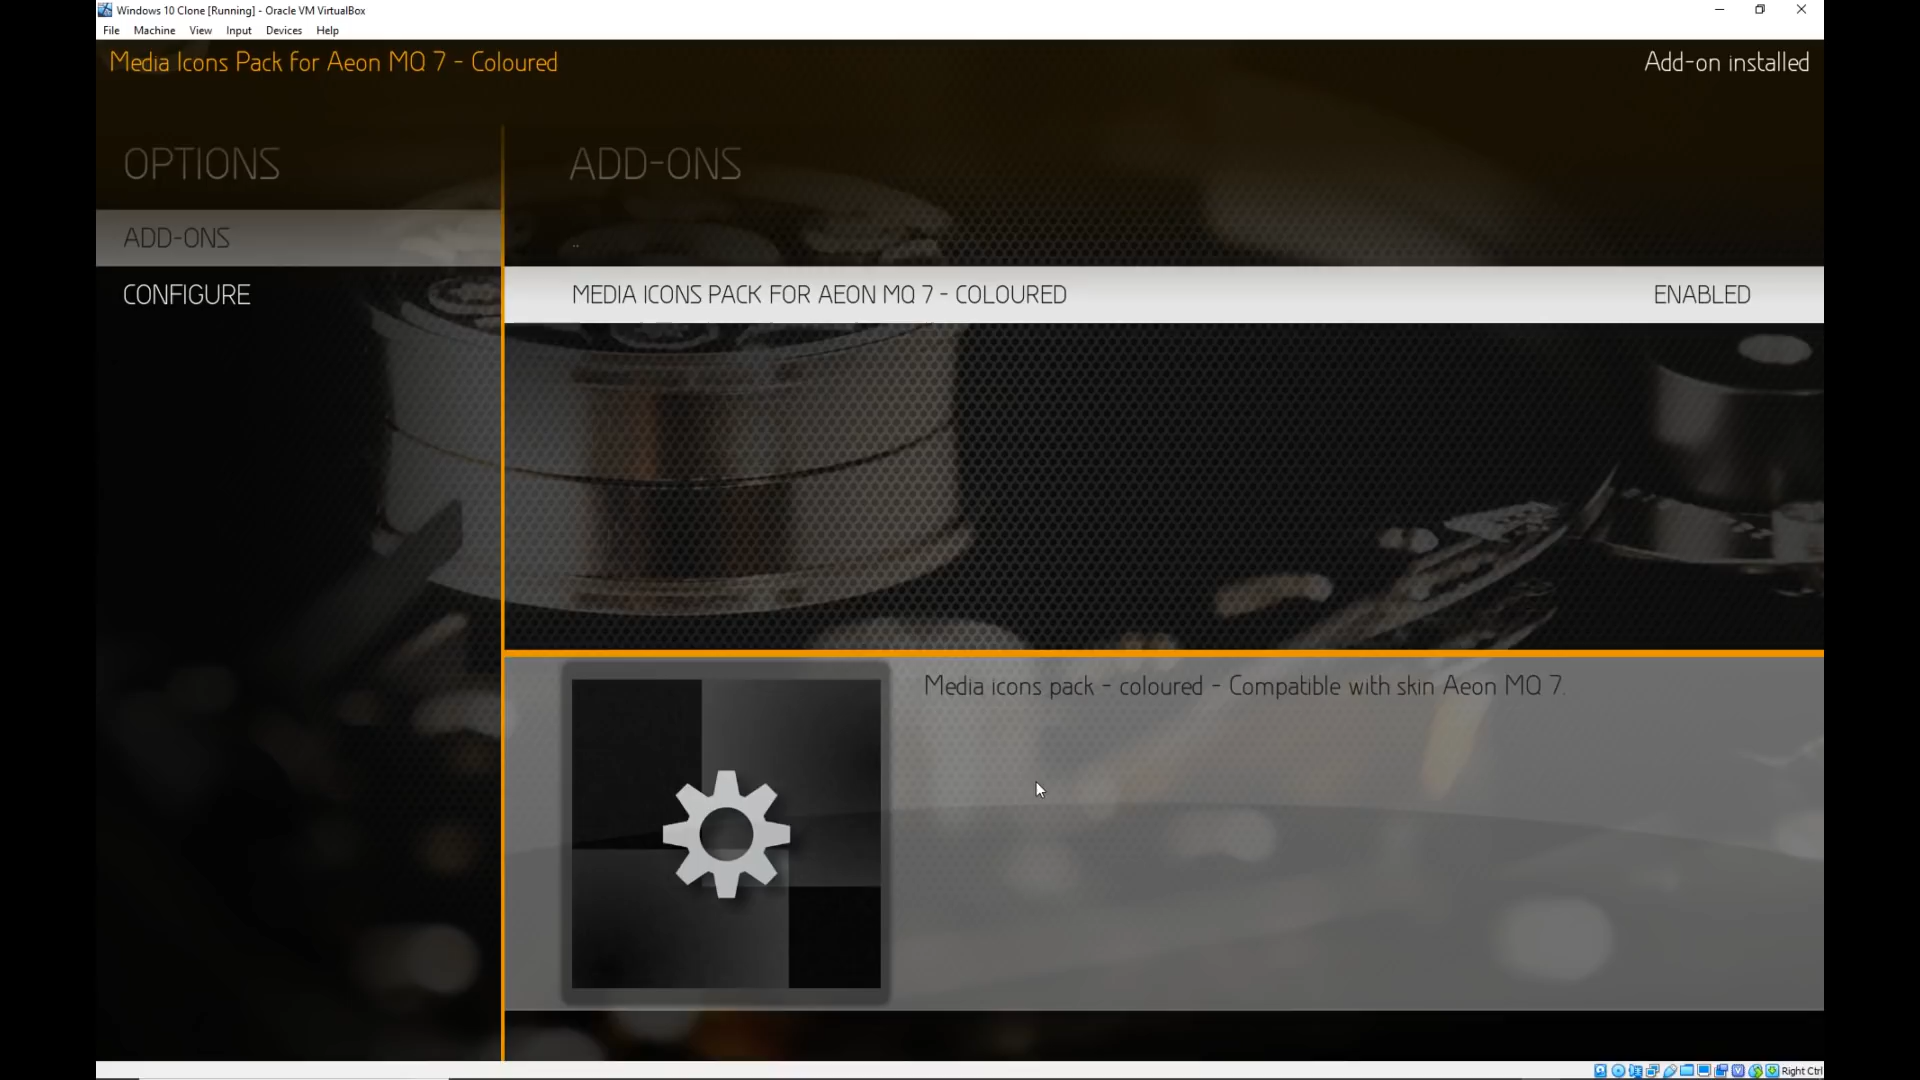 Windows 10 Clone [Running] - Oracle VM VirtualBox
File Machine View Input Devices Help
Media Icons Pack for Aeon MQ 7 - Coloured
Add-on installed
OPTIONS
ADD-ONS
ADD-ONS
..
CONFIGURE
MEDIA ICONS PACK FOR AEON MQ 7 - COLOURED
ENABLED
Media icons pack - coloured - Compatible with skin Aeon MQ 7.
Right Ctrl